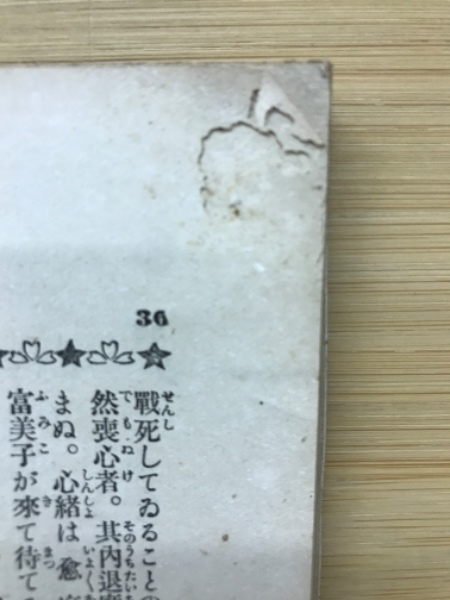 36
戰死してゐることの
然喪心者。其内退
まぬ。心緒は愈
富美子が來て待て